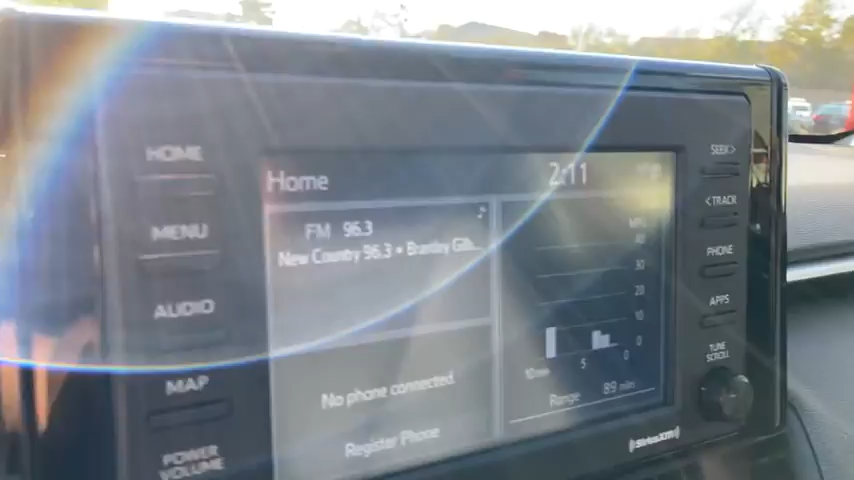 HOME
MENU
AUDIO
MAP
POWER
VOLUME
Home
2:11
FM 96.3
New Country 96.3 • Brantley Gilb...
No phone connected.
Register Phone
40
30
20
10
0
10min 5 0
Range 89 miles
SEEK>
<TRACK
PHONE
APPS
TUNE
SCROLL
SiriusXM